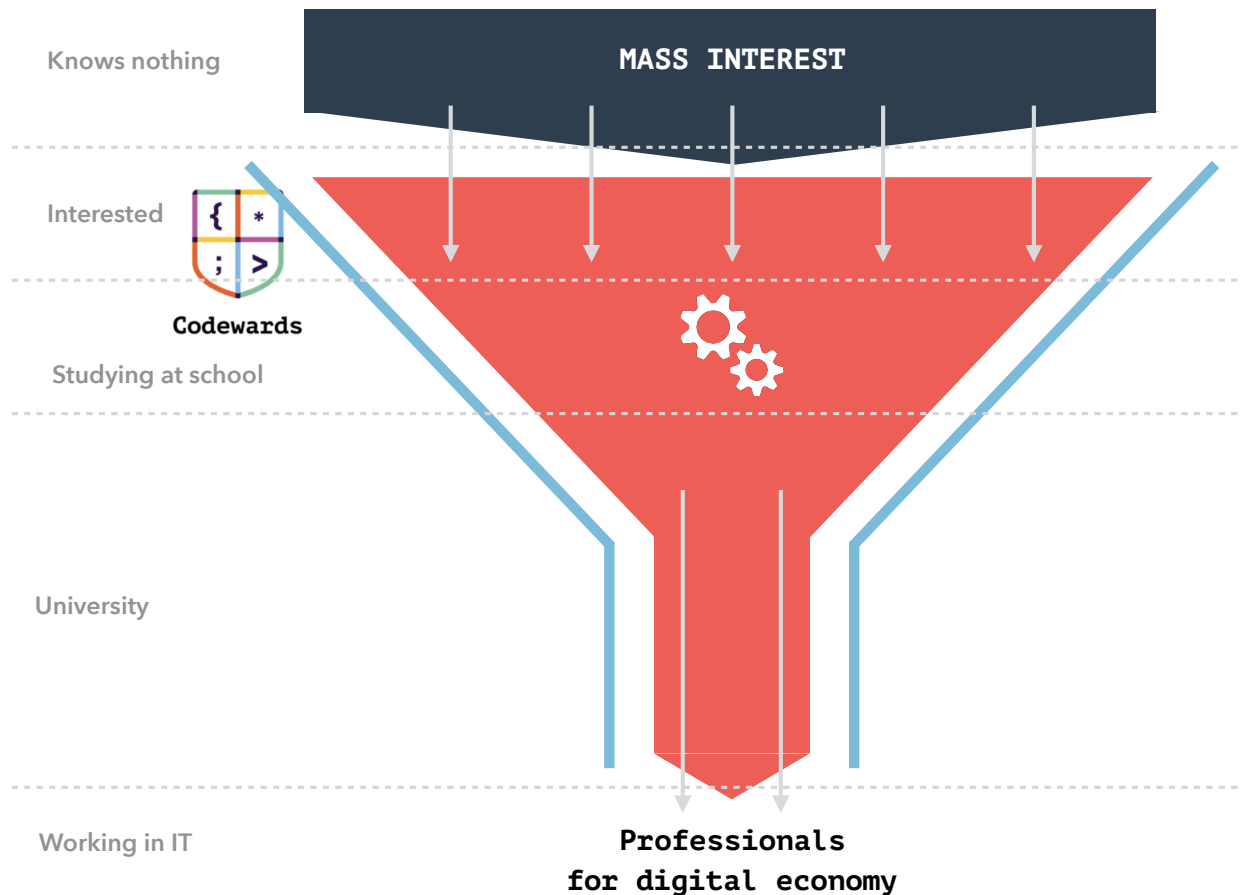 Knows nothing
MASS INTEREST
Interested
{ *
; >
Codewards
Studying at school
University
Working in IT
Professionals
for digital economy